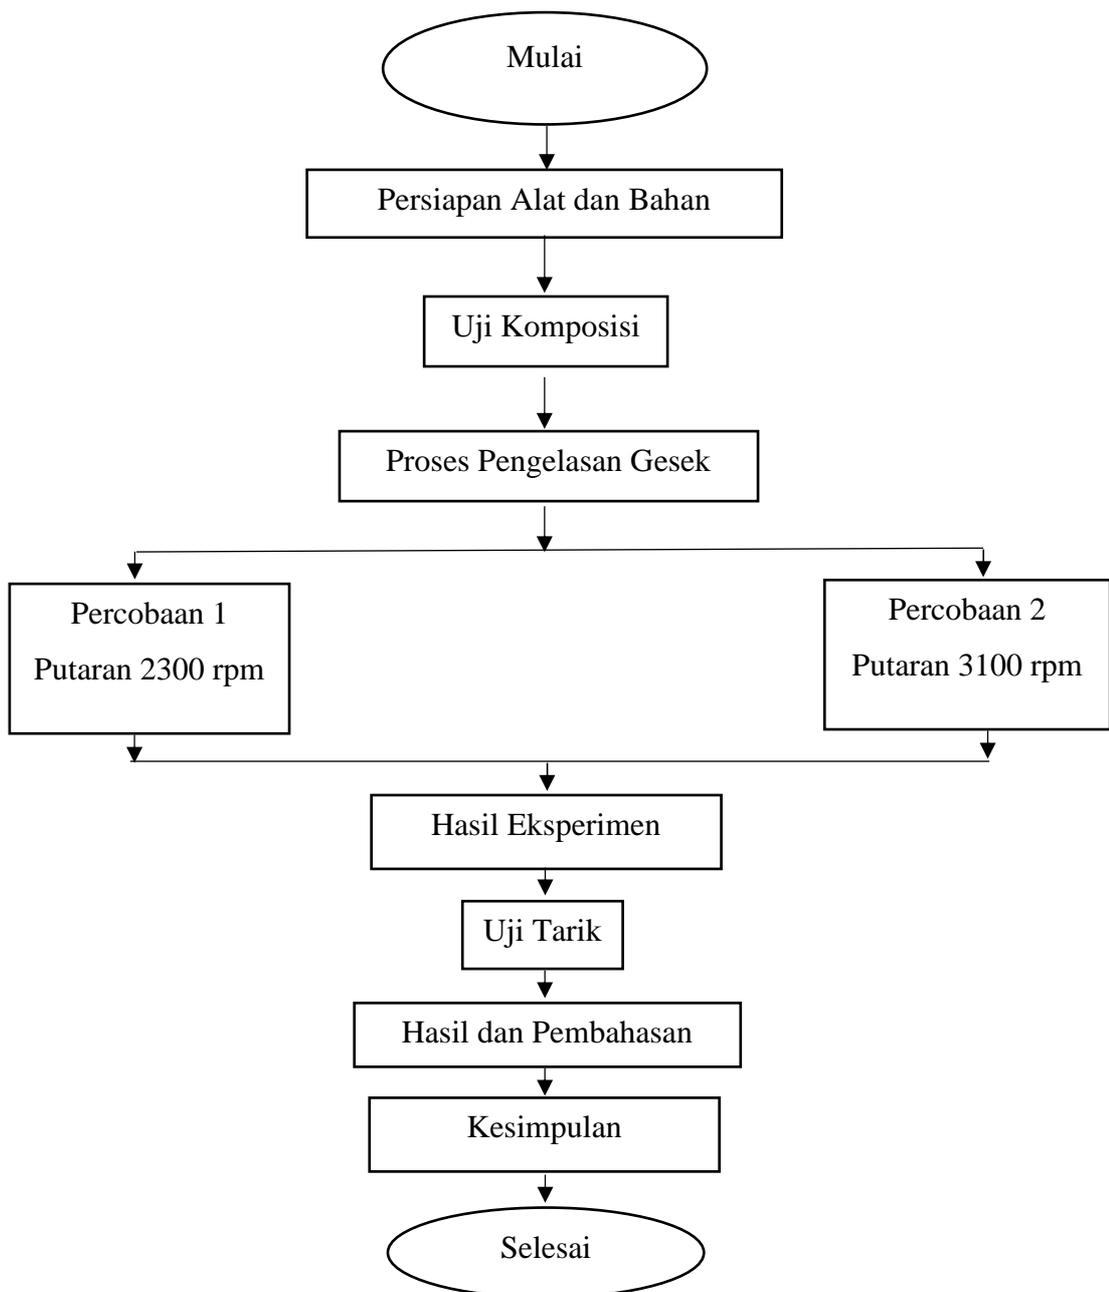 Mulai
Persiapan Alat dan Bahan
Uji Komposisi
Proses Pengelasan Gesek
Percobaan 1
Putaran 2300 rpm
Percobaan 2
Putaran 3100 rpm
Hasil Eksperimen
Uji Tarik
Hasil dan Pembahasan
Kesimpulan
Selesai